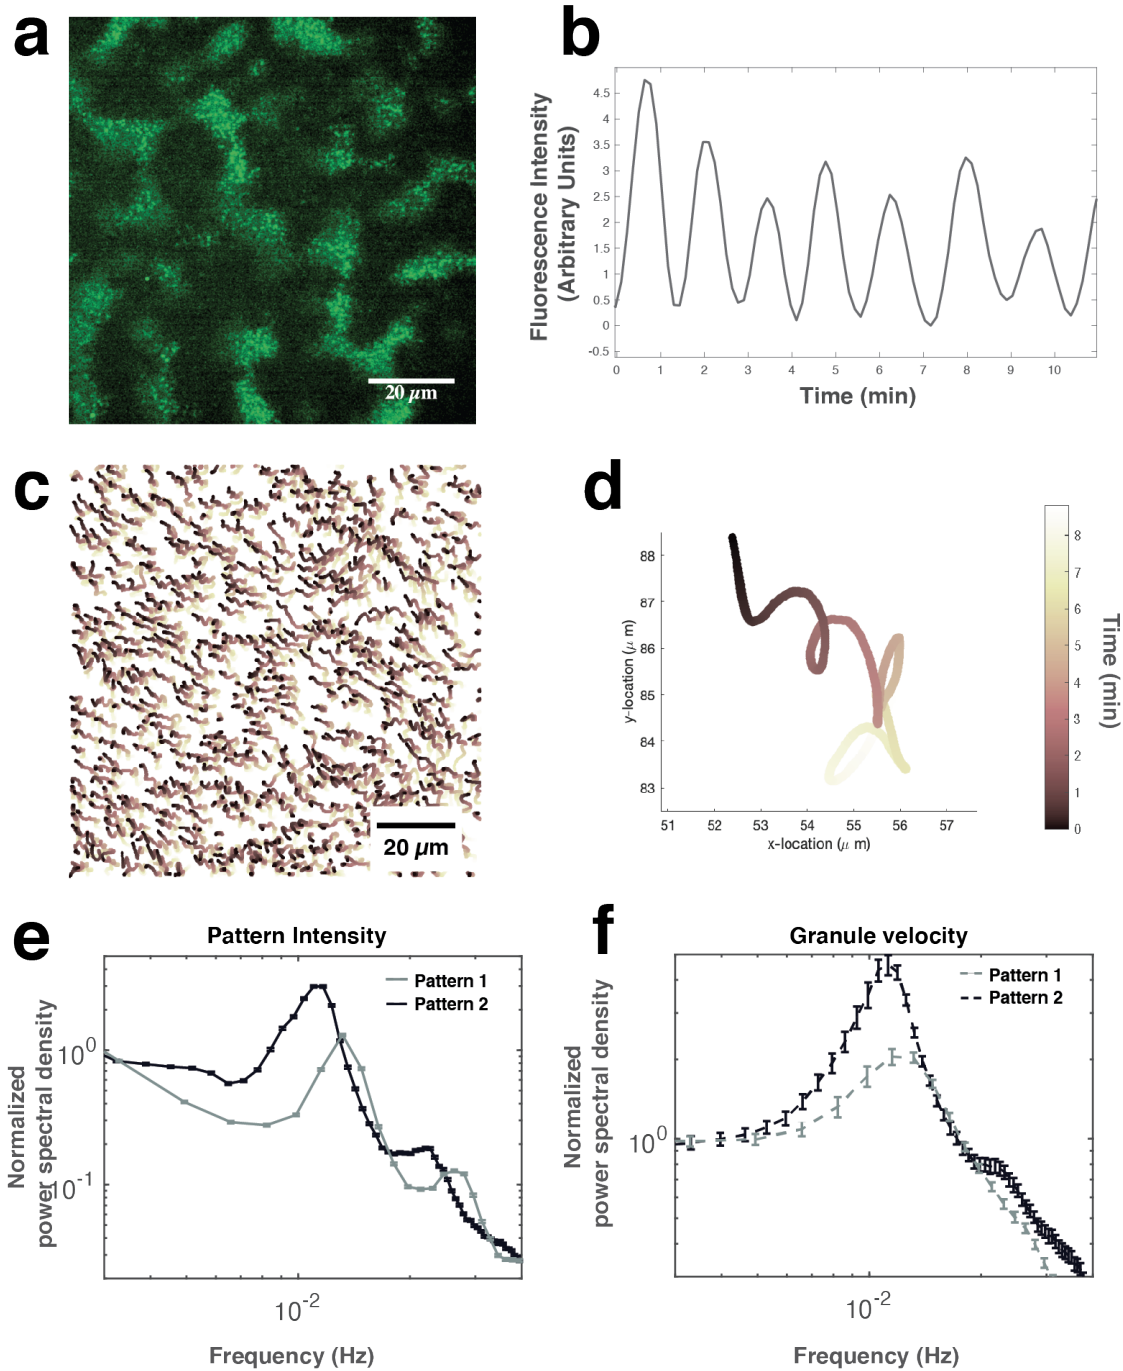 a
20 μm
b
Fluorescence Intensity
(Arbitrary Units)
4.5
4
3.5
3
2.5
2
1.5
1
0.5
0
-0.5
0 1 2 3 4 5 6 7 8 9 10
Time (min)
c
20 μm
d
y-location (μ m)
88
87
86
85
84
83
51 52 53 54 55 56 57
x-location (μ m)
8
7
6
5
4
3
2
1
0
Time (min)
e
Pattern Intensity
Pattern 1
Pattern 2
Normalized
power spectral density
10^0
10^-1
10^-2
Frequency (Hz)
f
Granule velocity
Pattern 1
Pattern 2
Normalized
power spectral density
10^0
10^-2
Frequency (Hz)